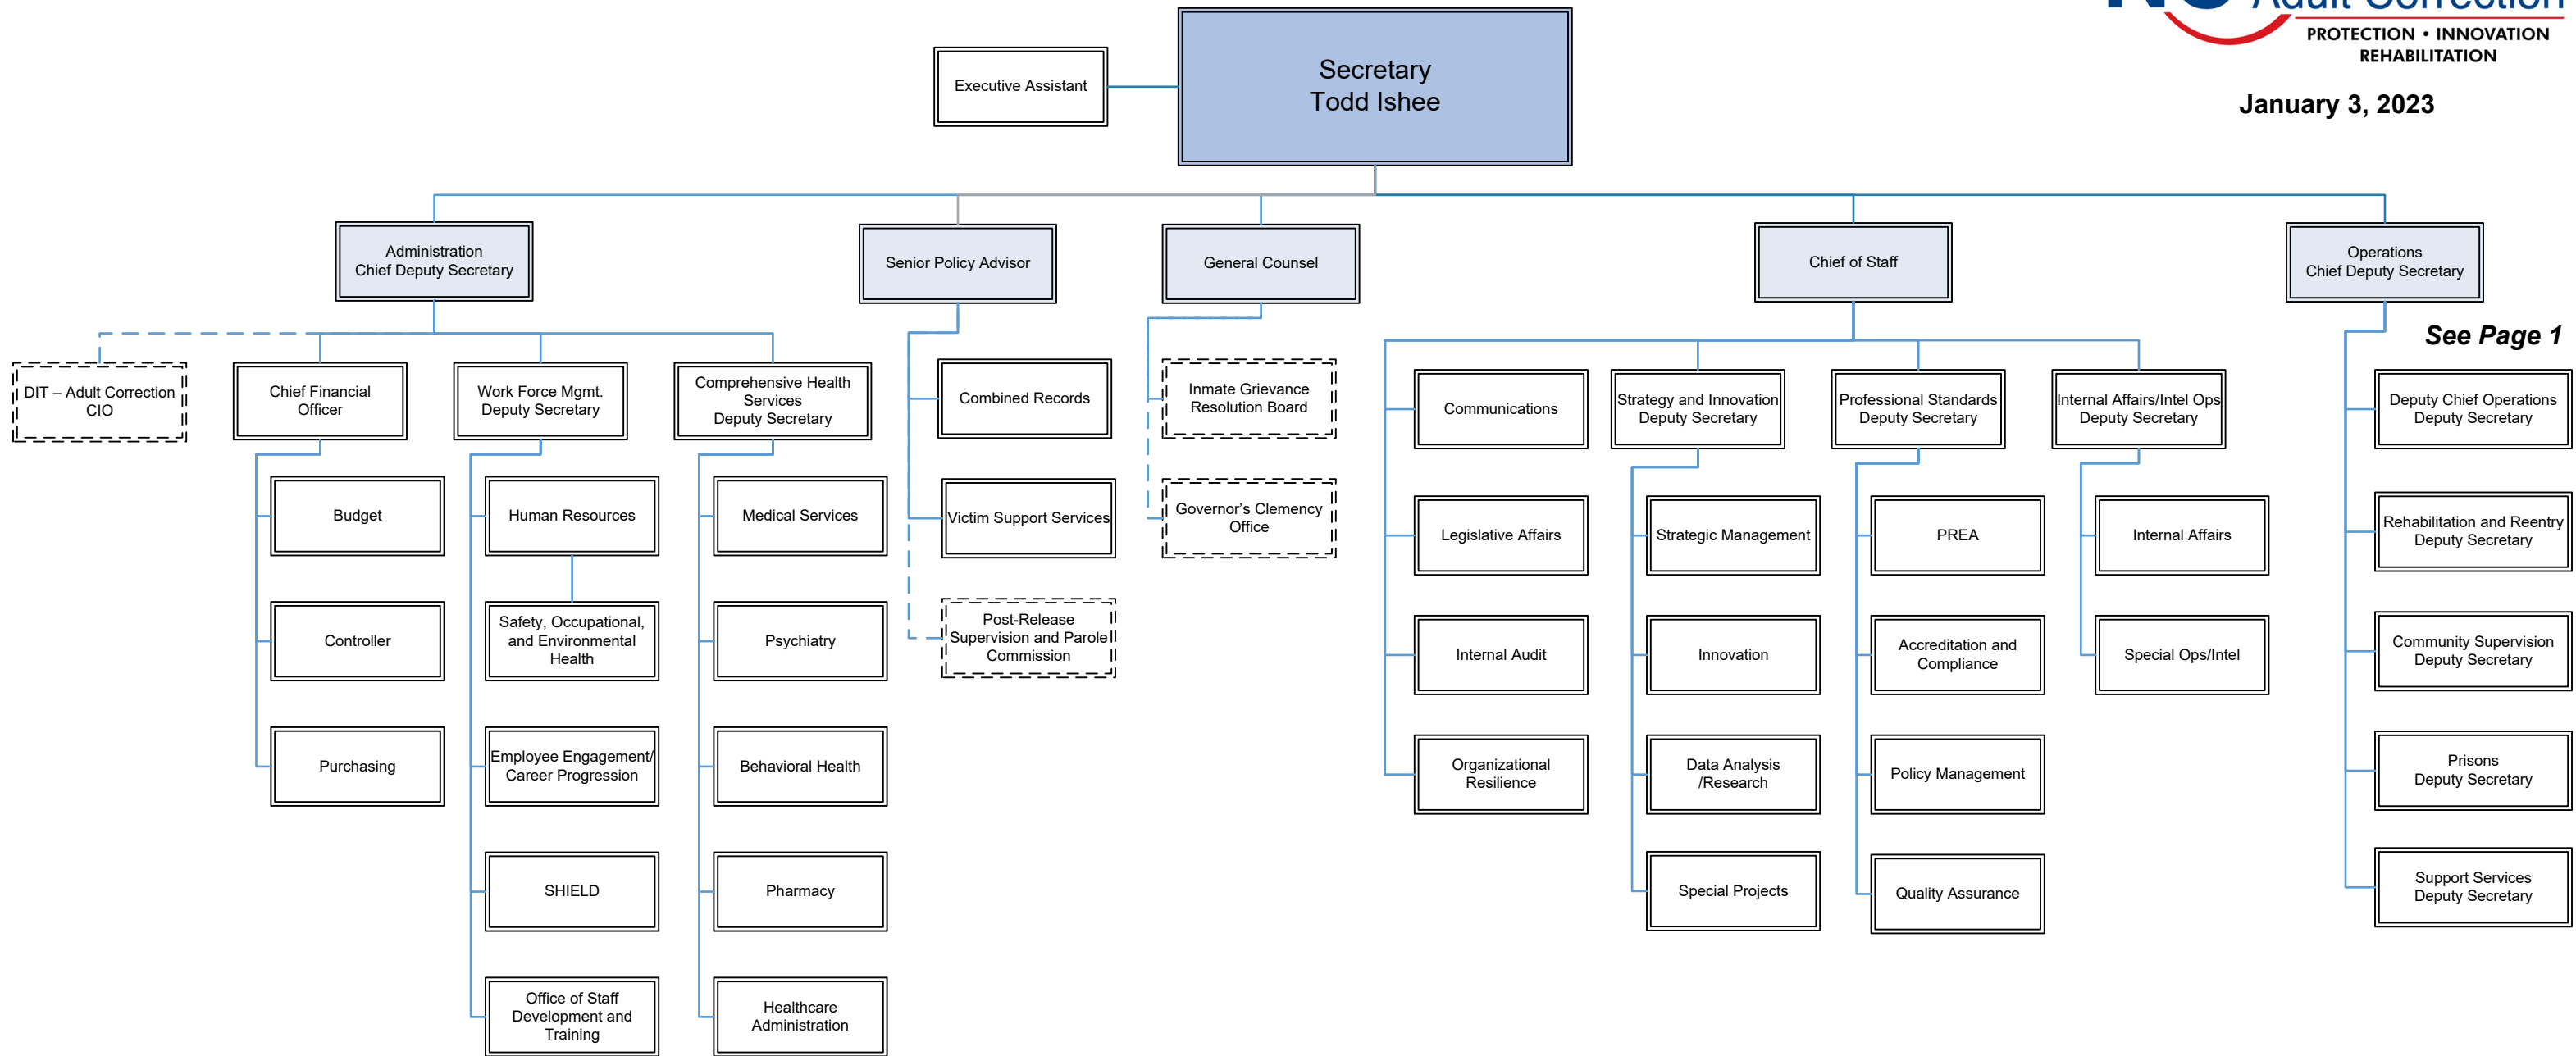 Adult Correction
PROTECTION • INNOVATION
REHABILITATION
January 3, 2023
Secretary
Todd Ishee
Executive Assistant
Administration
Chief Deputy Secretary
Senior Policy Advisor
General Counsel
Chief of Staff
Operations
Chief Deputy Secretary
See Page 1
DIT – Adult Correction
CIO
Chief Financial
Officer
Work Force Mgmt.
Deputy Secretary
Comprehensive Health
Services
Deputy Secretary
Budget
Controller
Purchasing
Human Resources
Safety, Occupational,
and Environmental
Health
Employee Engagement/
Career Progression
SHIELD
Office of Staff
Development and
Training
Medical Services
Psychiatry
Behavioral Health
Pharmacy
Healthcare
Administration
Combined Records
Victim Support Services
Post-Release
Supervision and Parole
Commission
Inmate Grievance
Resolution Board
Governor’s Clemency
Office
Communications
Legislative Affairs
Internal Audit
Organizational
Resilience
Strategy and Innovation
Deputy Secretary
Strategic Management
Innovation
Data Analysis
/Research
Special Projects
Professional Standards
Deputy Secretary
PREA
Accreditation and
Compliance
Policy Management
Quality Assurance
Internal Affairs/Intel Ops
Deputy Secretary
Internal Affairs
Special Ops/Intel
Deputy Chief Operations
Deputy Secretary
Rehabilitation and Reentry
Deputy Secretary
Community Supervision
Deputy Secretary
Prisons
Deputy Secretary
Support Services
Deputy Secretary